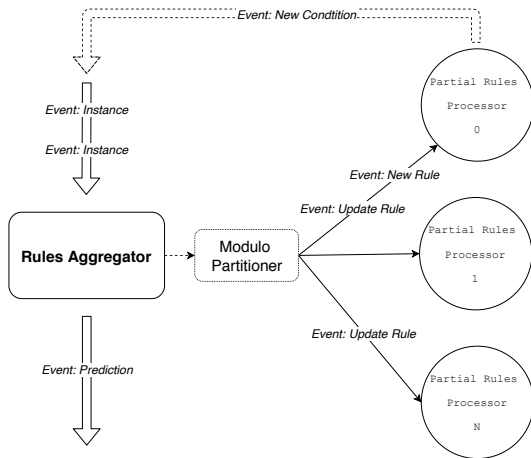 Event: New Condtition
Partial Rules
Processor
0
Event: Instance
Event: Instance
Event: New Rule
Event: Update Rule
Rules Aggregator
Modulo
Partitioner
Partial Rules
Processor
1
Event: Update Rule
Event: Prediction
Partial Rules
Processor
N